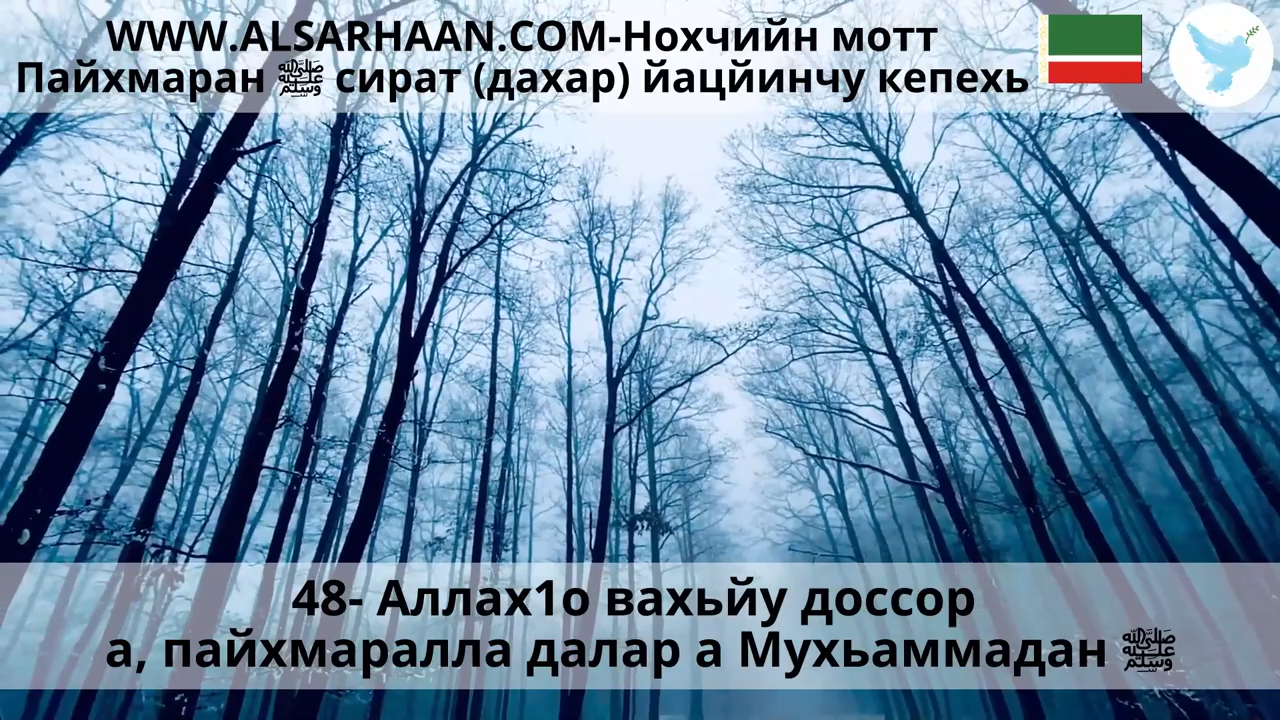 WWW.ALSARHAAN.COM-Нохчийн мотт
Пайхмаран ﷺ сират (дахар) йацйинчу кепехь
48- Аллах1о вахьйу доссор
а, пайхмаралла далар а Мухьаммадан ﷺ